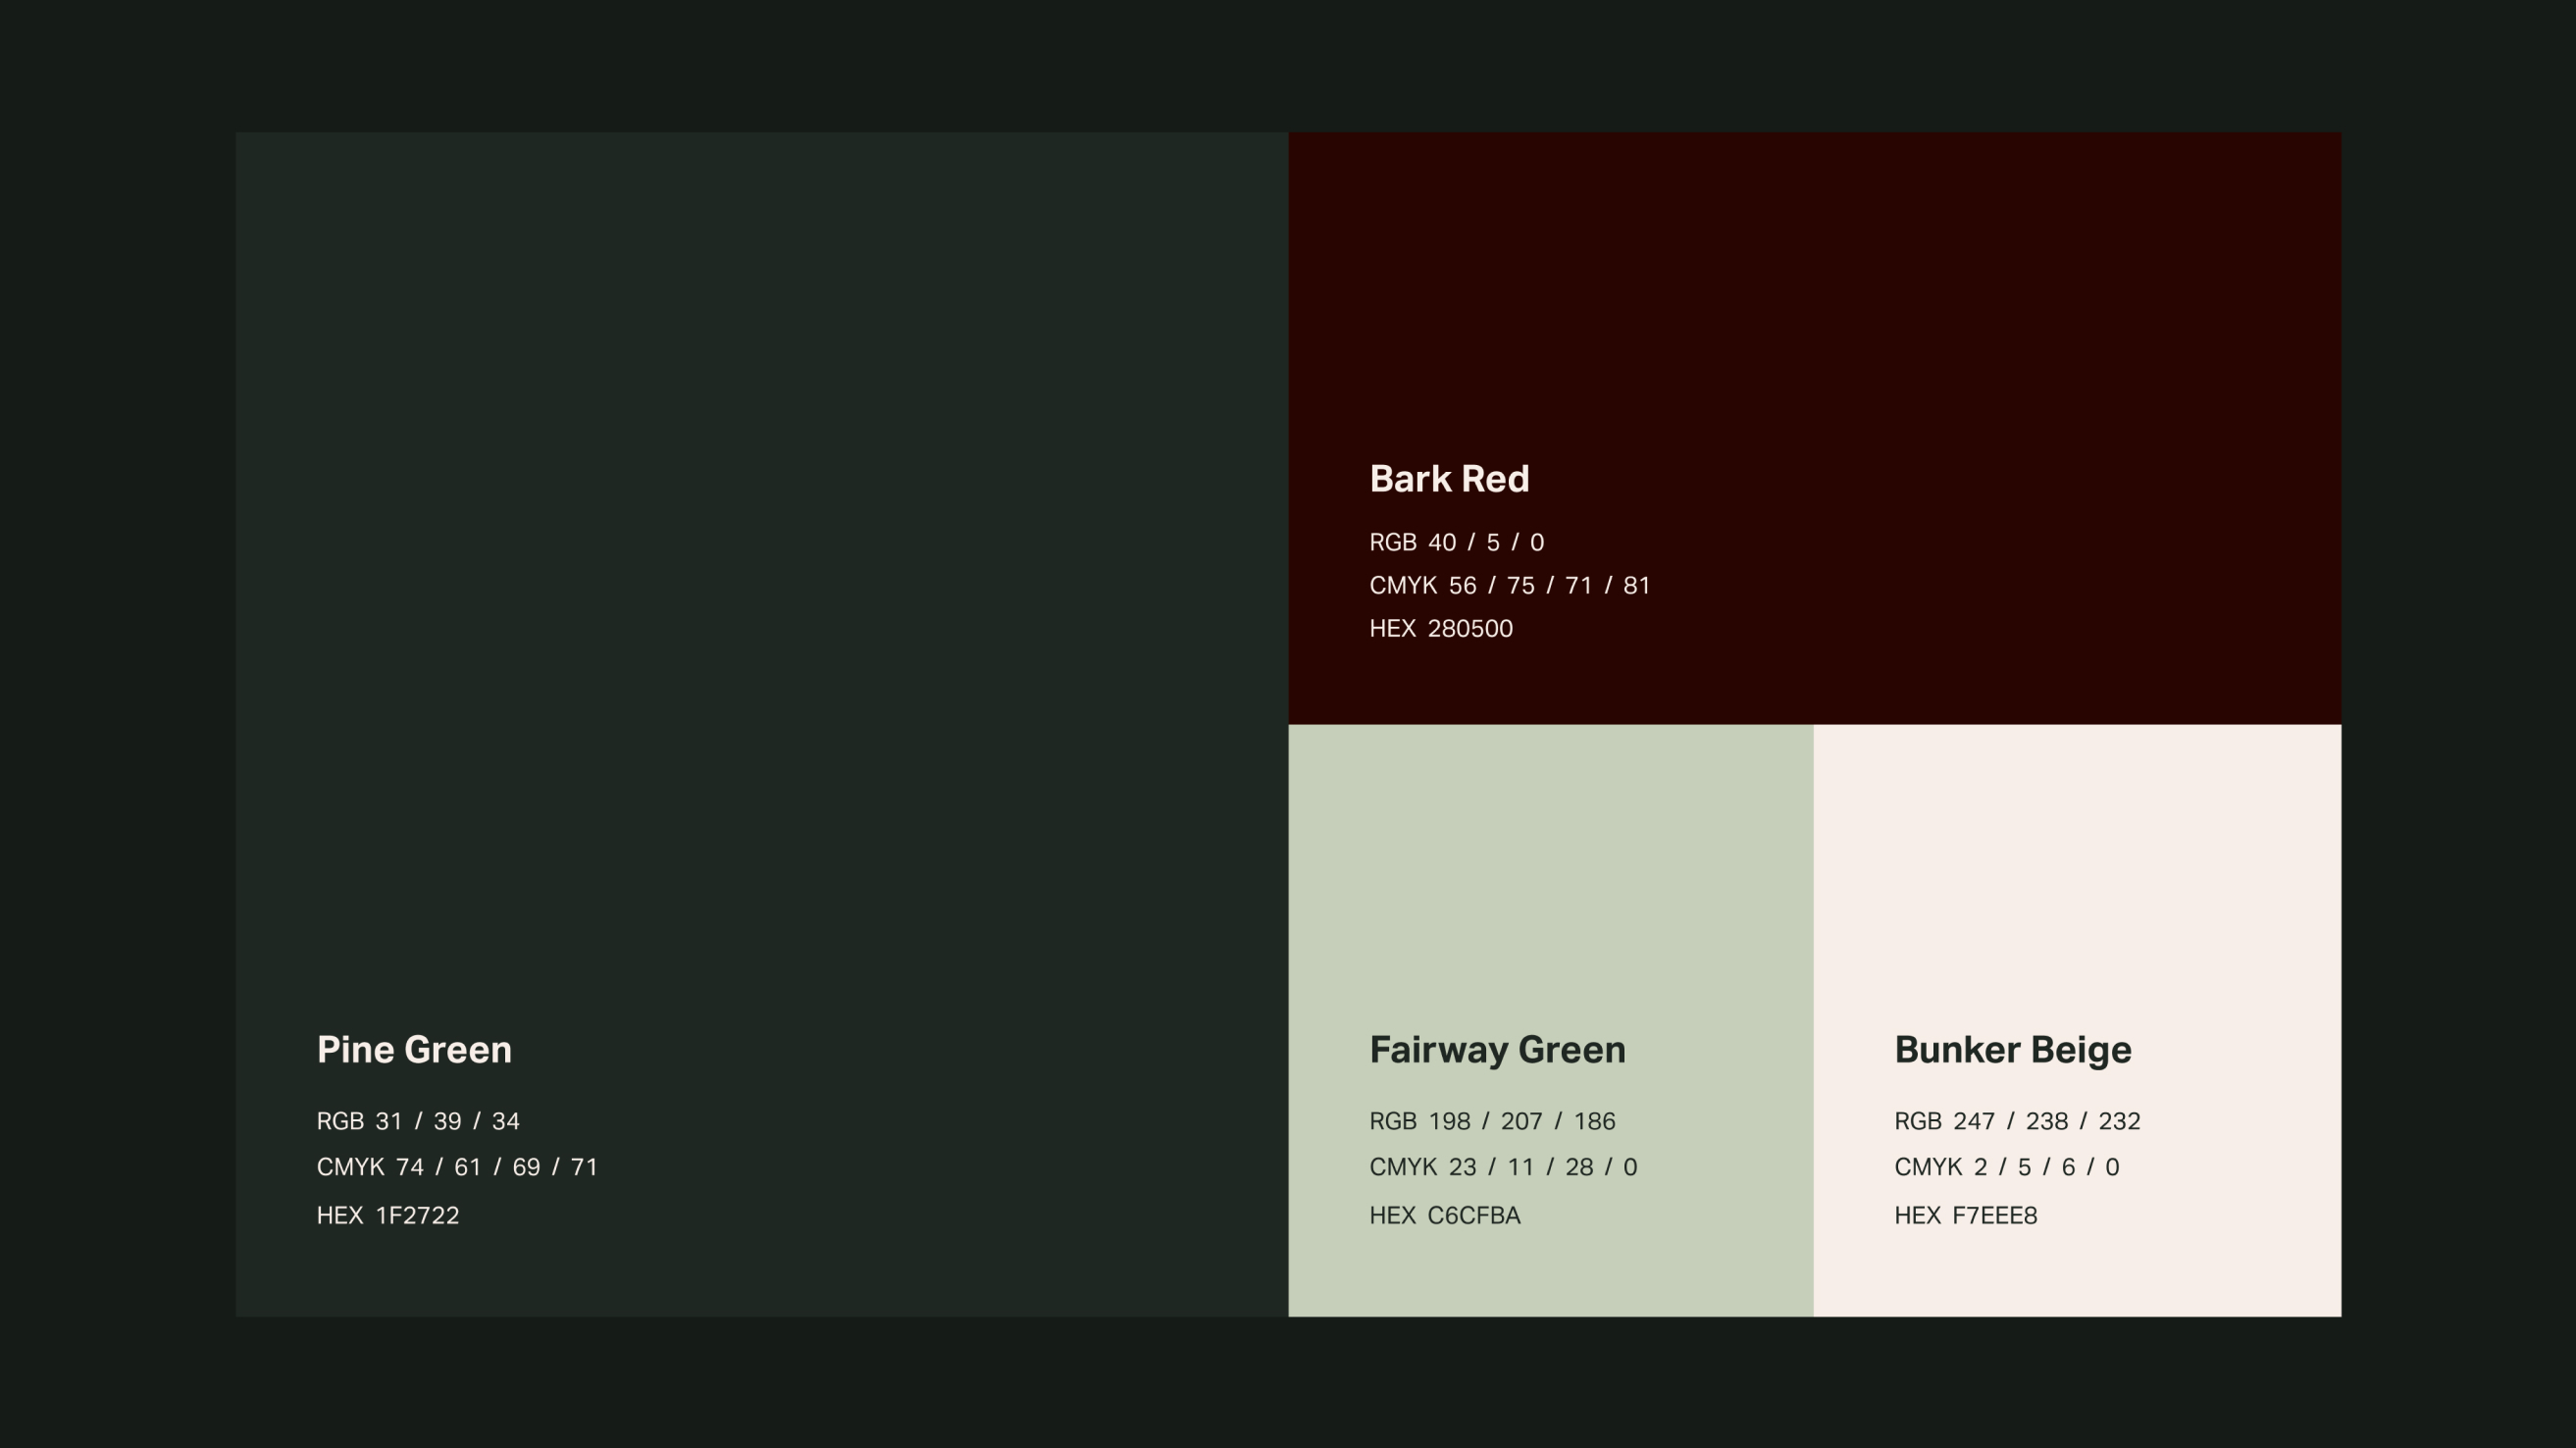 Bark Red
RGB 40 / 5 / 0
CMYK 56 / 75 / 71 / 81
HEX 280500
Pine Green
RGB 31 / 39 / 34
CMYK 74 / 61 / 69 / 71
HEX 1F2722
Fairway Green
RGB 198 / 207 / 186
CMYK 23 / 11 / 28 / 0
HEX C6CFBA
Bunker Beige
RGB 247 / 238 / 232
CMYK 2 / 5 / 6 / 0
HEX F7EEE8